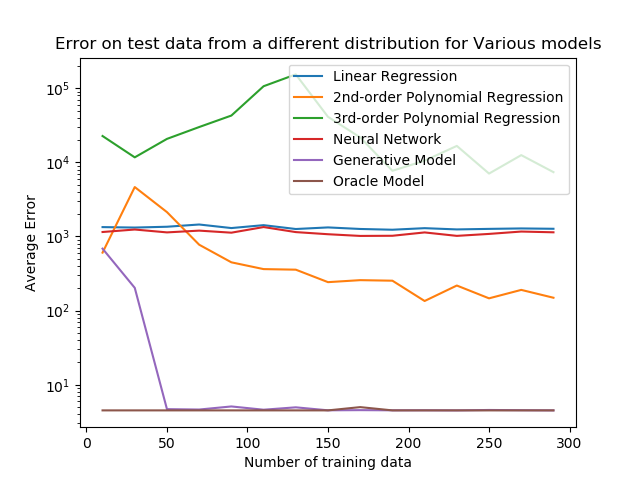 Error on test data from a different distribution for Various models
Linear Regression
2nd-order Polynomial Regression
3rd-order Polynomial Regression
Neural Network
Generative Model
Oracle Model
10^5
10^4
10^3
10^2
10^1
Average Error
0 50 100 150 200 250 300
Number of training data